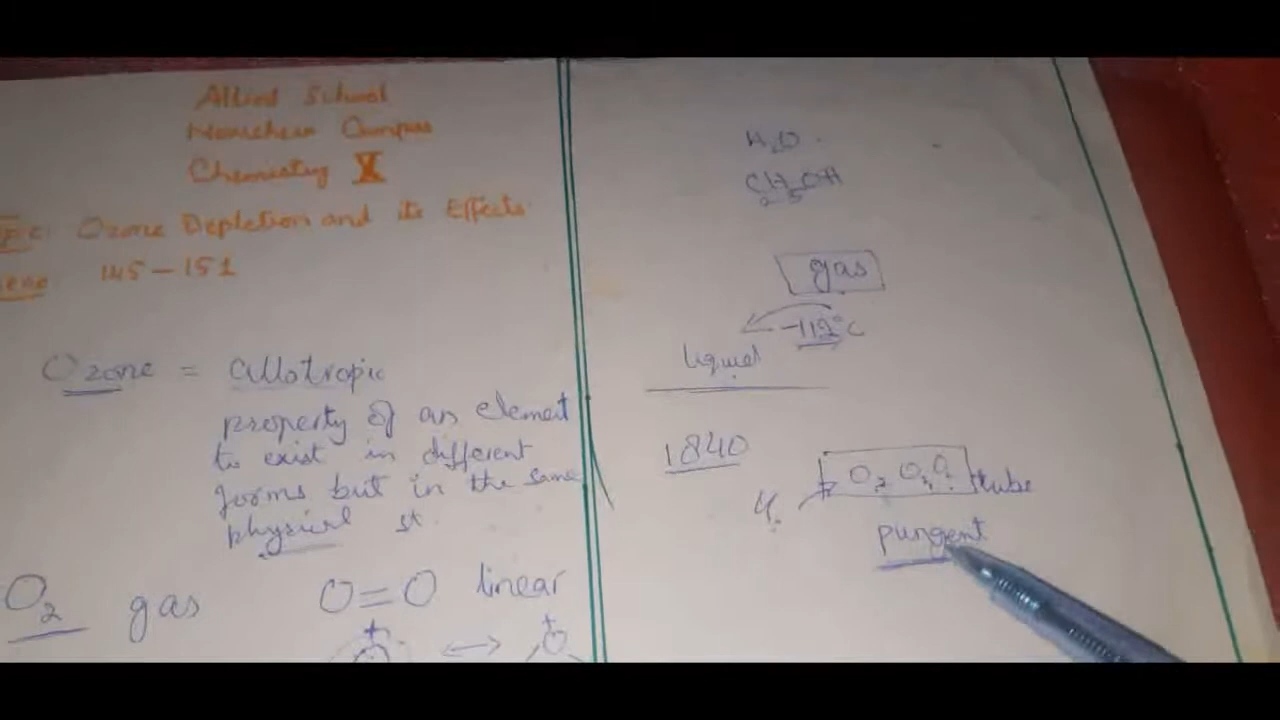 Allied School
Campus
Chemistry X
Ozone Depletion and its Effects
145-151
Ozone = allotropic
property of an element
to exist in different
forms but in the same
physical st.
O2 gas O=O linear
+ ↔ +
H2O
C2H5OH
gas
-112°C
liquid
1840
O2 O2 O2 tube
pungent